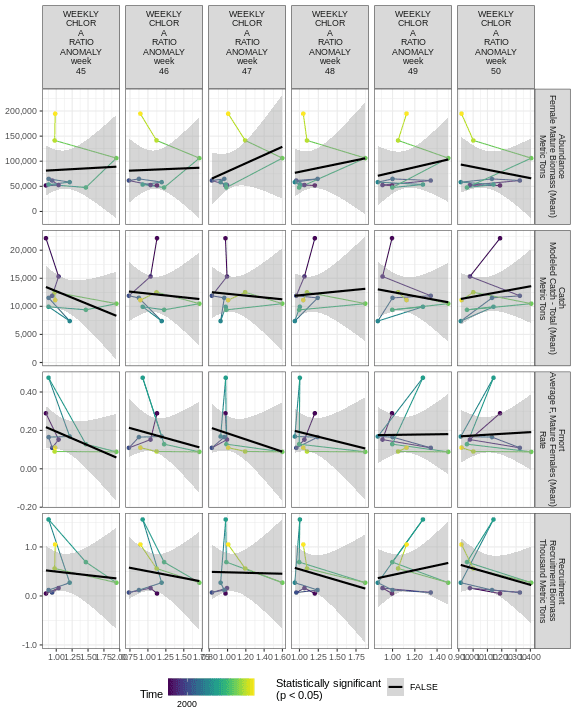 WEEKLY
CHLOR
A
RATIO
ANOMALY
week
45
WEEKLY
CHLOR
A
RATIO
ANOMALY
week
46
WEEKLY
CHLOR
A
RATIO
ANOMALY
week
47
WEEKLY
CHLOR
A
RATIO
ANOMALY
week
48
WEEKLY
CHLOR
A
RATIO
ANOMALY
week
49
WEEKLY
CHLOR
A
RATIO
ANOMALY
week
50
200,000
150,000
100,000
50,000
0
Abundance
Female Mature Biomass (Mean)
Metric Tons
20,000
15,000
10,000
5,000
0
Catch
Modeled Catch - Total (Mean)
Metric Tons
0.40
0.20
0.00
-0.20
Fmort
Average F, Mature Females (Mean)
Rate
1.0
0.5
0.0
-1.0
Recruitment
Recruitment Biomass
Thousand Metric Tons
1.00 1.25 1.50 1.75 2.00
0.75 1.00 1.25 1.50 1.75
0.80 1.00 1.20 1.40 1.60
1.00 1.25 1.50 1.75
1.00 1.20 1.40
0.90 1.00 1.10 1.20 1.30 1.400
Time
2000
Statistically significant
(p < 0.05)
FALSE